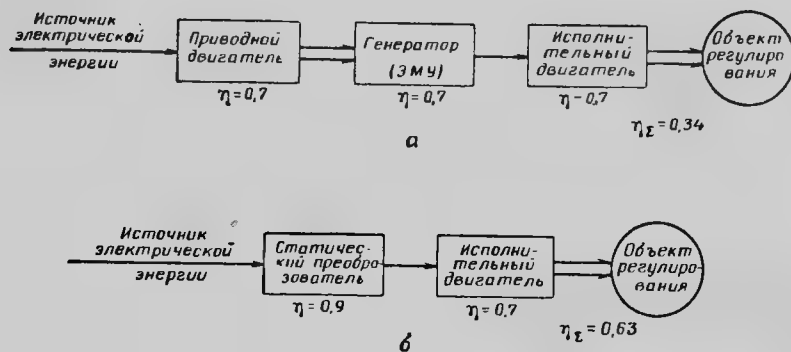 Источник
электрической
энергии
Приводной
двигатель
η=0,7
Генератор
(ЭМУ)
η=0,7
Исполни-
тельный
двигатель
η-0,7
Объект
регулиро
вания
η_Σ=0,34
а
Источник
электрической
энергии
Статичес-
кий преобра-
зователь
η=0,9
Исполни-
тельный
двигатель
η=0,7
Объект
регулиро-
вания
η_Σ=0,63
б